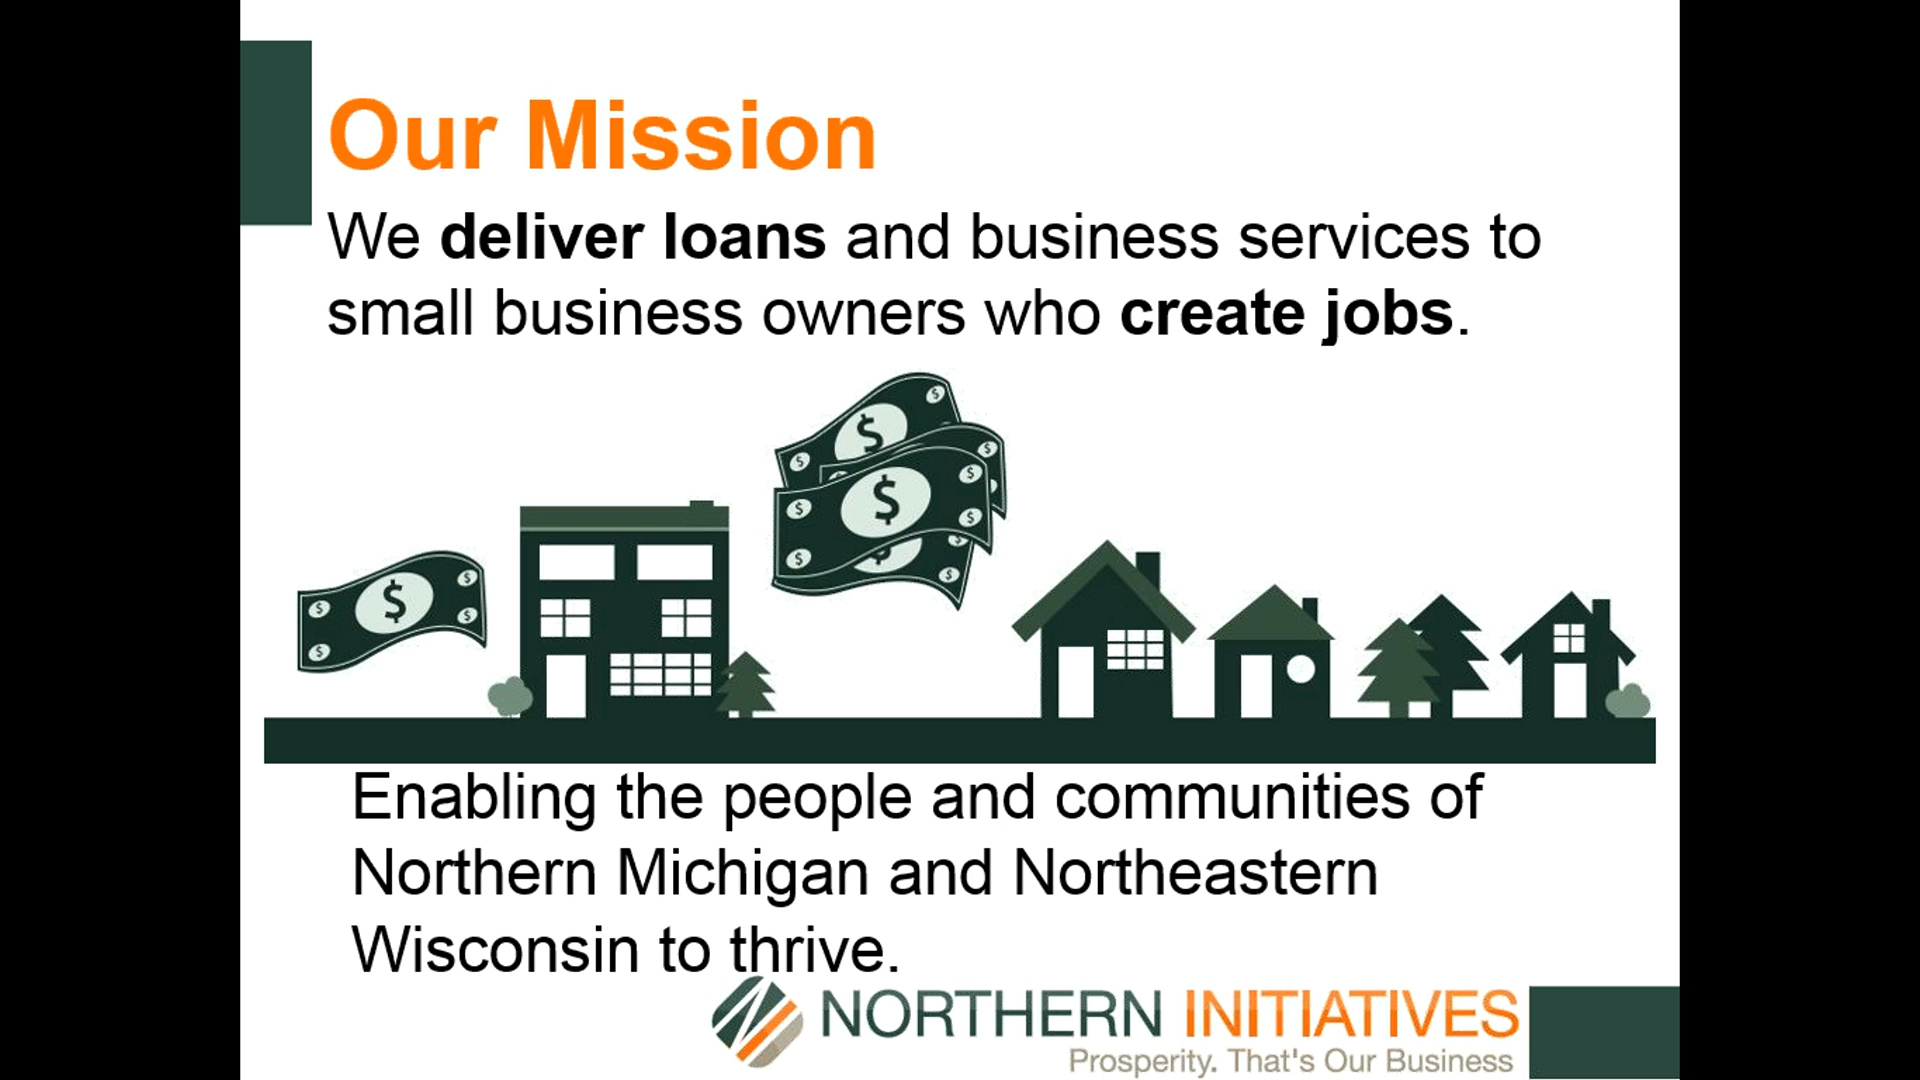 Our Mission
We deliver loans and business services to
small business owners who create jobs.
$ $ $ $ $ $ $ $ $ $
$ $ $ $ $ $ $
Enabling the people and communities of
Northern Michigan and Northeastern
Wisconsin to thrive.
NORTHERN INITIATIVES
Prosperity. That's Our Business